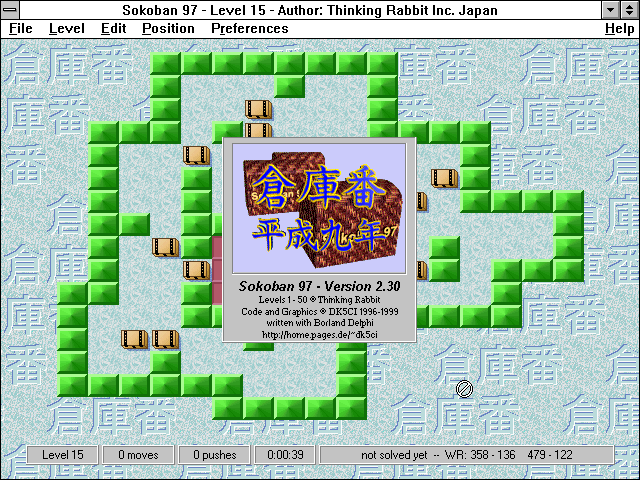 Sokoban 97 - Level 15 - Author: Thinking Rabbit Inc. Japan
File Level Edit Position Preferences Help
倉庫番
平成九年
Sokoban 97 - Version 2.30
Levels 1 - 50 © Thinking Rabbit
Code and Graphics © DK5CI 1996-1999
written with Borland Delphi
http://home.pages.de/~dk5ci
Level 15 0 moves 0 pushes 0:00:39 not solved yet -- WR: 358 - 136 479 - 122